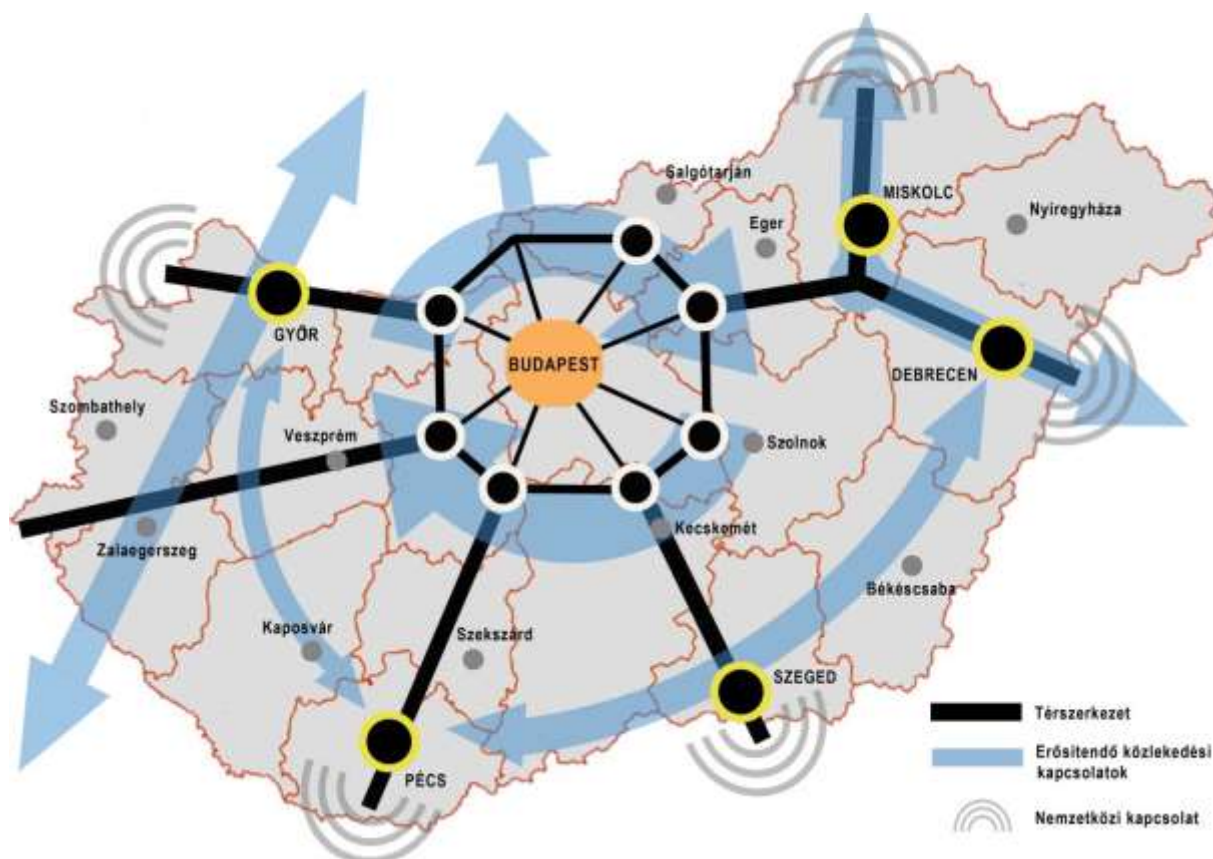 Salgótarján
MISKOLC
Nyíregyháza
Eger
GYŐR
BUDAPEST
DEBRECEN
Szombathely
Veszprém
Szolnok
Zalaegerszeg
Kecskemét
Békéscsaba
Kaposvár
Szekszárd
SZEGED
PÉCS
Térszerkezet
Erősítendő közlekedési
kapcsolatok
Nemzetközi kapcsolat